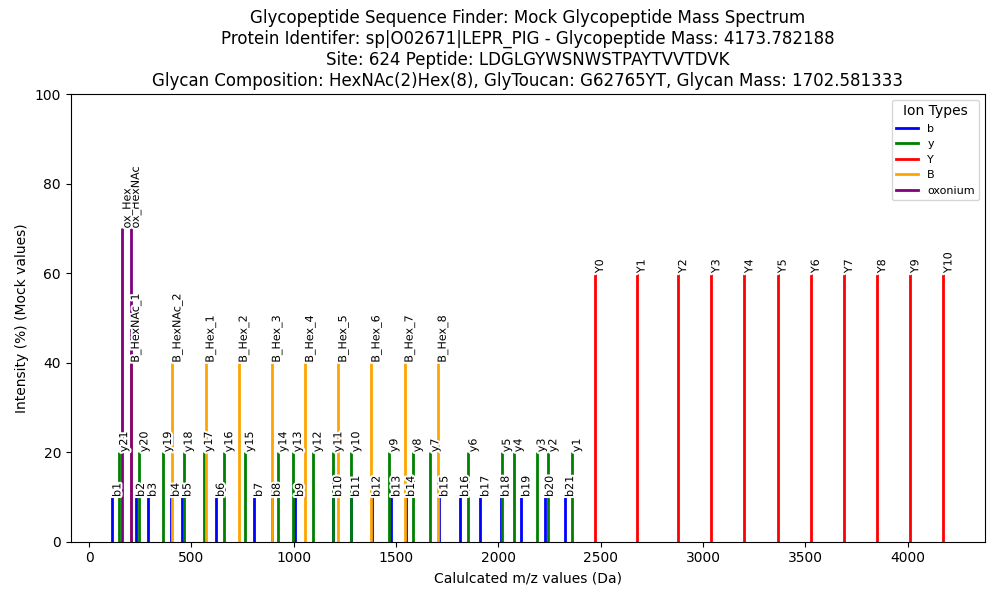 Glycopeptide Sequence Finder: Mock Glycopeptide Mass Spectrum
Protein Identifer: sp|O02671|LEPR_PIG - Glycopeptide Mass: 4173.782188
Site: 624 Peptide: LDGLGYWSNWSTPAYTVVTDVK
Glycan Composition: HexNAc(2)Hex(8), GlyToucan: G62765YT, Glycan Mass: 1702.581333
Intensity (%) (Mock values)
100
80
60
40
20
0
Ion Types
b
y
Y
B
oxonium
ox_Hex
ox_HexNAc
Y0
Y1
Y2
Y3
Y4
Y5
Y6
Y7
Y8
Y9
Y10
B_HexNAc_1
B_HexNAc_2
B_Hex_1
B_Hex_2
B_Hex_3
B_Hex_4
B_Hex_5
B_Hex_6
B_Hex_7
B_Hex_8
y21
y20
y19
y18
y17
y16
y15
y14
y13
y12
y11
y10
y9
y8
y7
y6
y5
y4
y3
y2
y1
b1
b2
b3
b4
b5
b6
b7
b8
b9
b10
b11
b12
b13
b14
b15
b16
b17
b18
b19
b20
b21
0
500
1000
1500
2000
2500
3000
3500
4000
Calulcated m/z values (Da)